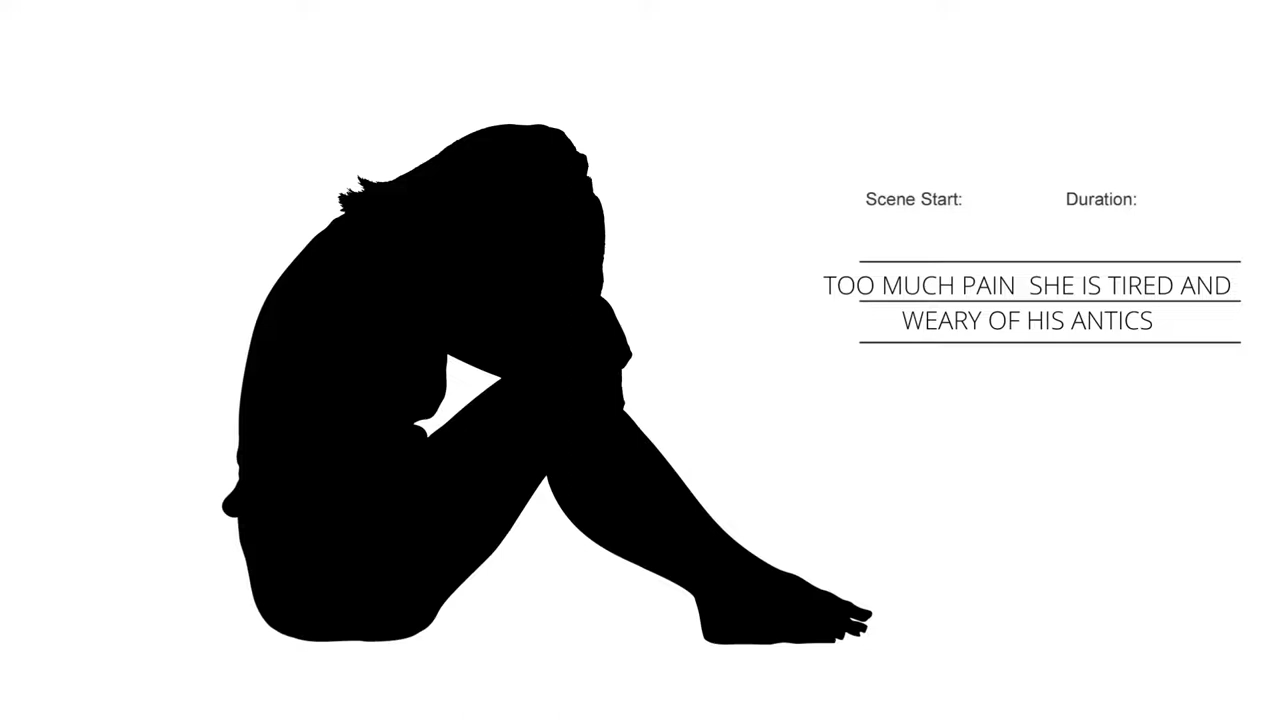 Scene Start: Duration:
TOO MUCH PAIN  SHE IS TIRED AND
WEARY OF HIS ANTICS